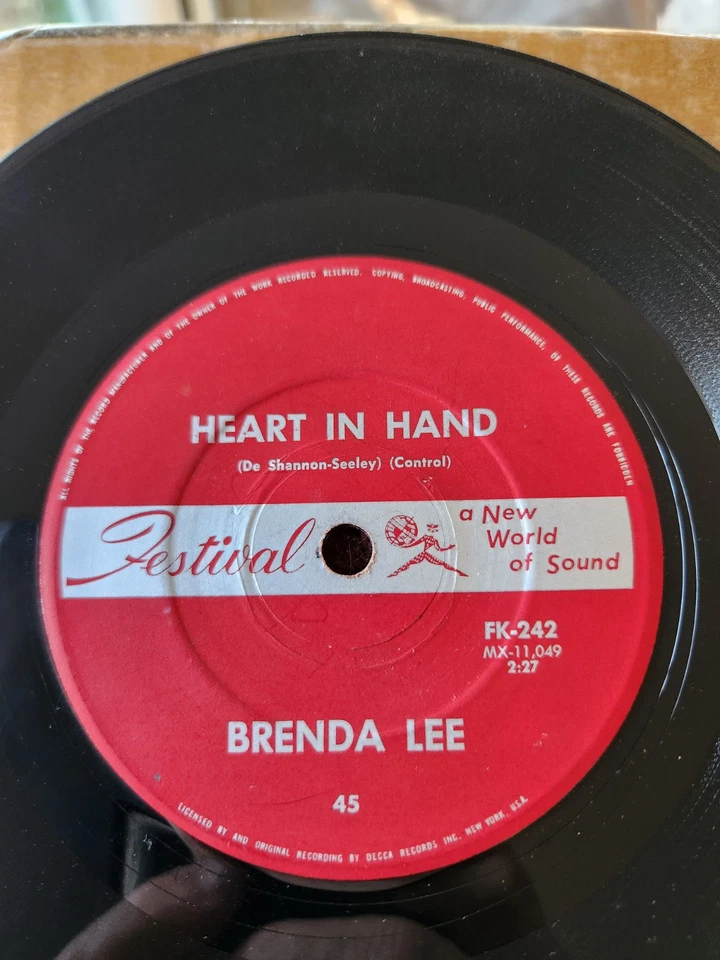 ALL RIGHTS OF THE RECORD MANUFACTURER AND OF THE OWNER OF THE WORK RECORDED RESERVED. COPYING, BROADCASTING, PUBLIC PERFORMANCE, OF THESE RECORDS ARE FORBIDDEN
HEART IN HAND
(De Shannon-Seeley) (Control)
Festival
a New
World
of Sound
FK-242
MX-11,049
2:27
BRENDA LEE
45
LICENSED BY AND ORIGINAL RECORDING BY DECCA RECORDS INC., NEW YORK, U.S.A.